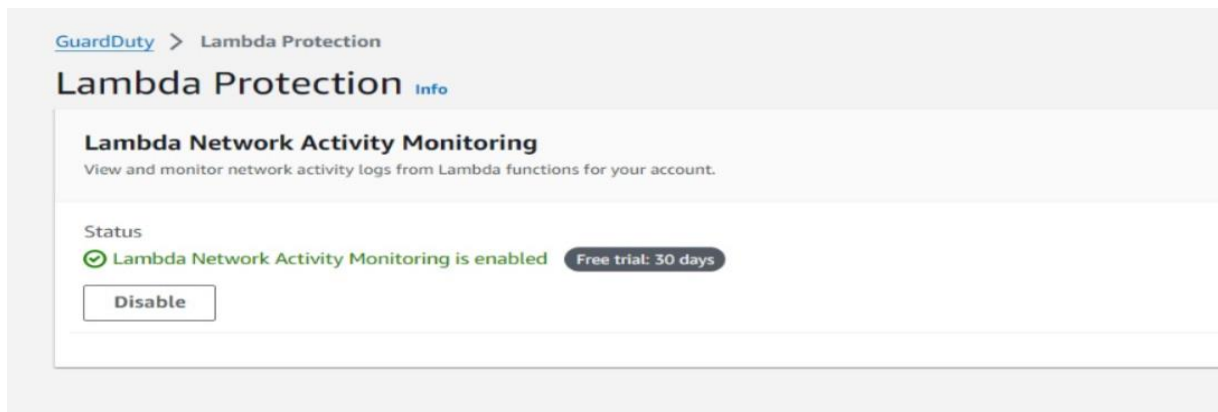 GuardDuty > Lambda Protection
Lambda Protection Info
Lambda Network Activity Monitoring
View and monitor network activity logs from Lambda functions for your account.
Status
Lambda Network Activity Monitoring is enabled Free trial: 30 days
Disable